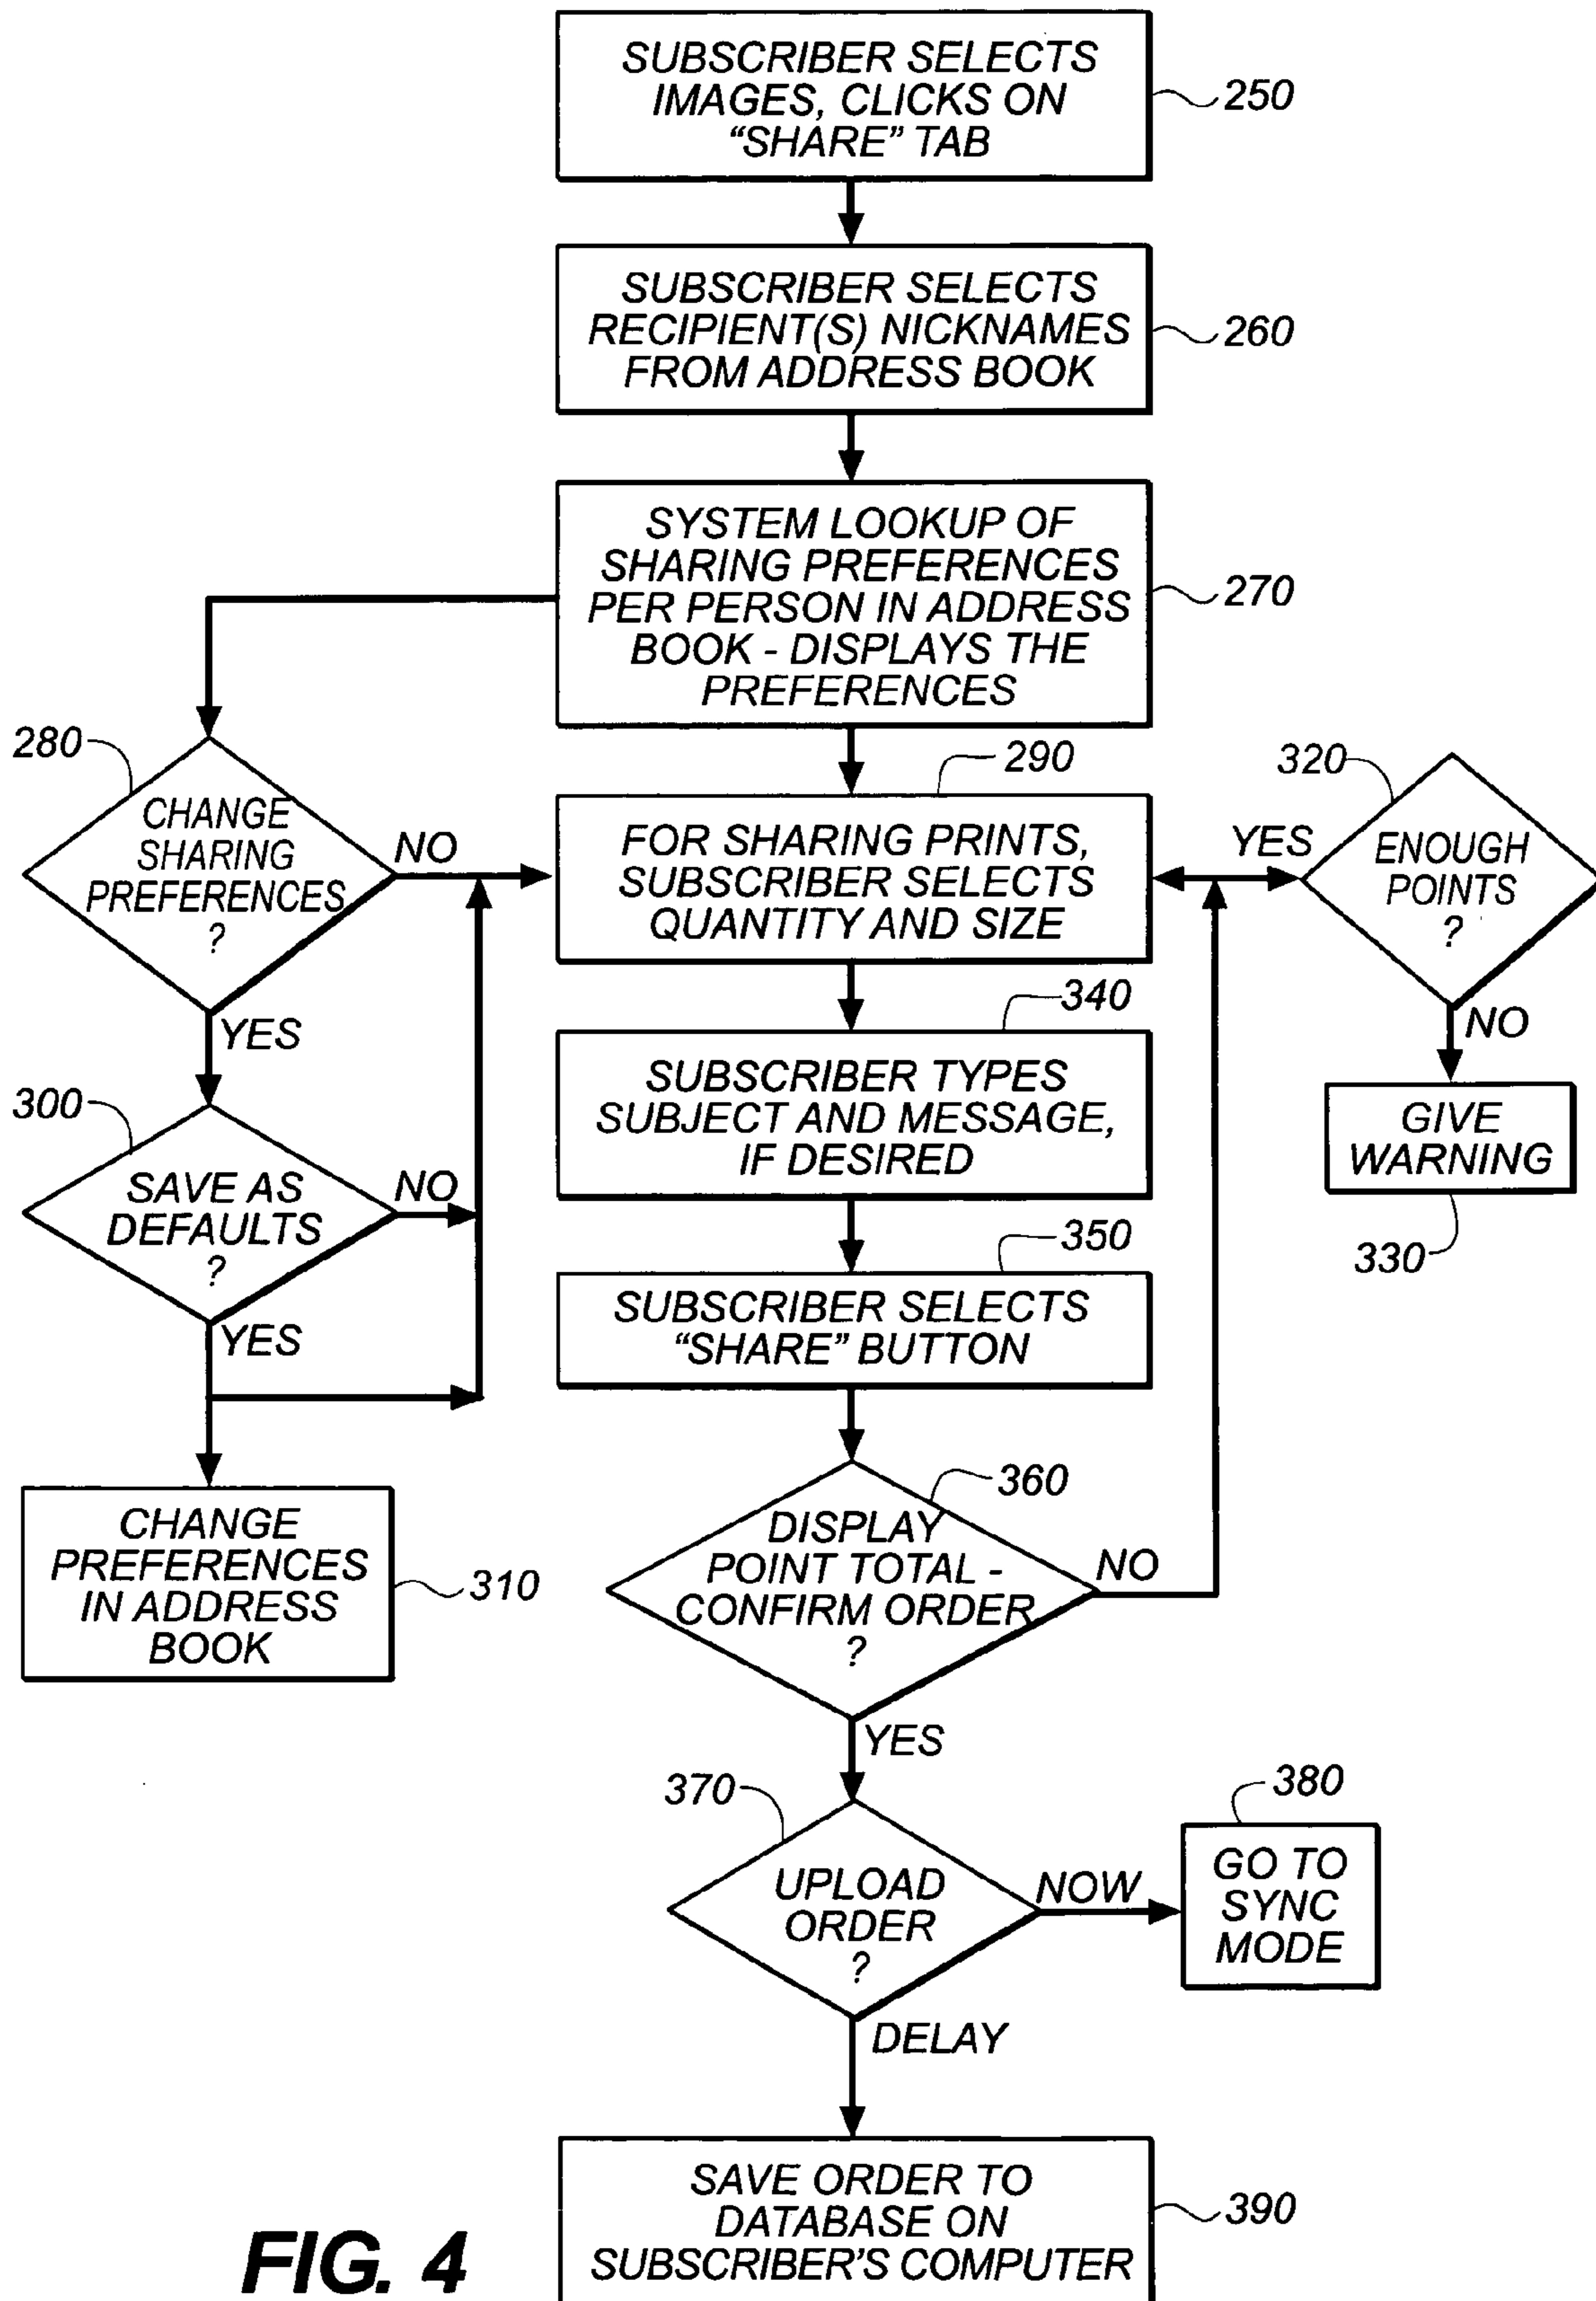 SUBSCRIBER SELECTS
IMAGES, CLICKS ON
“SHARE” TAB
250
SUBSCRIBER SELECTS
RECIPIENT(S) NICKNAMES
FROM ADDRESS BOOK
260
SYSTEM LOOKUP OF
SHARING PREFERENCES
PER PERSON IN ADDRESS
BOOK - DISPLAYS THE
PREFERENCES
270
280
CHANGE
SHARING
PREFERENCES
?
NO
YES
290
FOR SHARING PRINTS,
SUBSCRIBER SELECTS
QUANTITY AND SIZE
320
YES
ENOUGH
POINTS
?
NO
GIVE
WARNING
330
300
SAVE AS
DEFAULTS
?
NO
YES
340
SUBSCRIBER TYPES
SUBJECT AND MESSAGE,
IF DESIRED
350
SUBSCRIBER SELECTS
“SHARE” BUTTON
CHANGE
PREFERENCES
IN ADDRESS
BOOK
310
360
DISPLAY
POINT TOTAL -
CONFIRM ORDER
?
NO
YES
370
UPLOAD
ORDER
?
NOW
380
GO TO
SYNC
MODE
DELAY
SAVE ORDER TO
DATABASE ON
SUBSCRIBER'S COMPUTER
390
FIG. 4